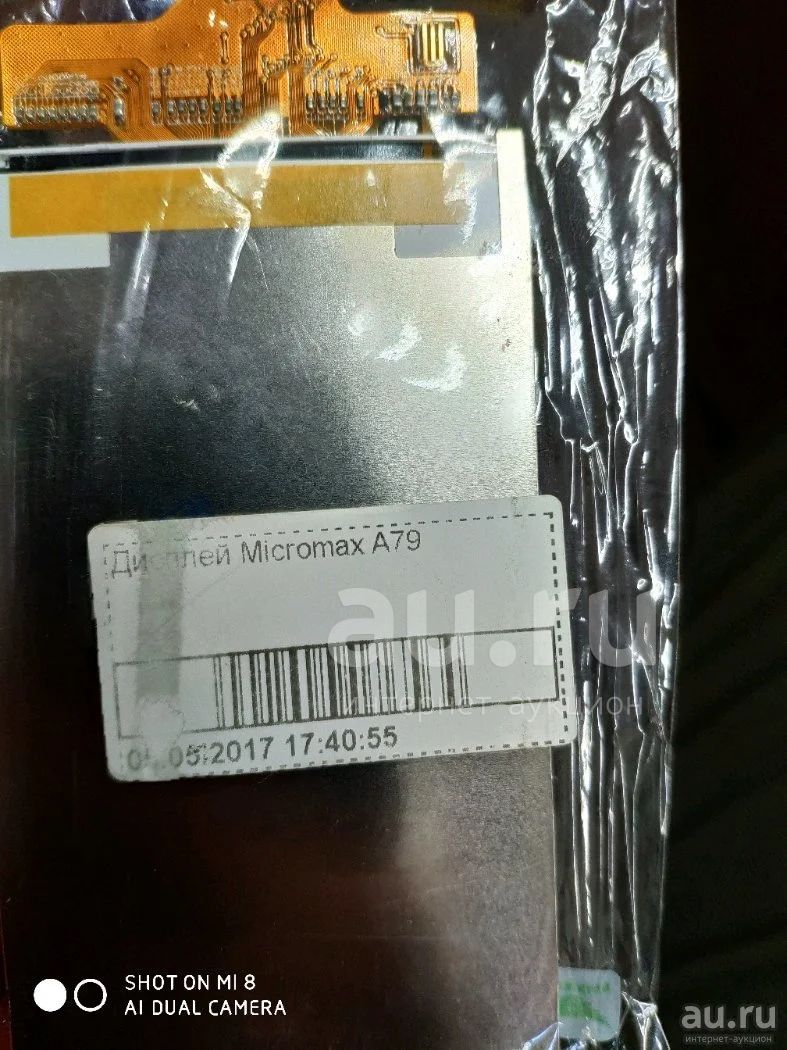 Дисплей Micromax A79
au.ru
интернет-аукцион
05.2017 17:40:55
SHOT ON MI 8
AI DUAL CAMERA
au.ru
интернет-аукцион